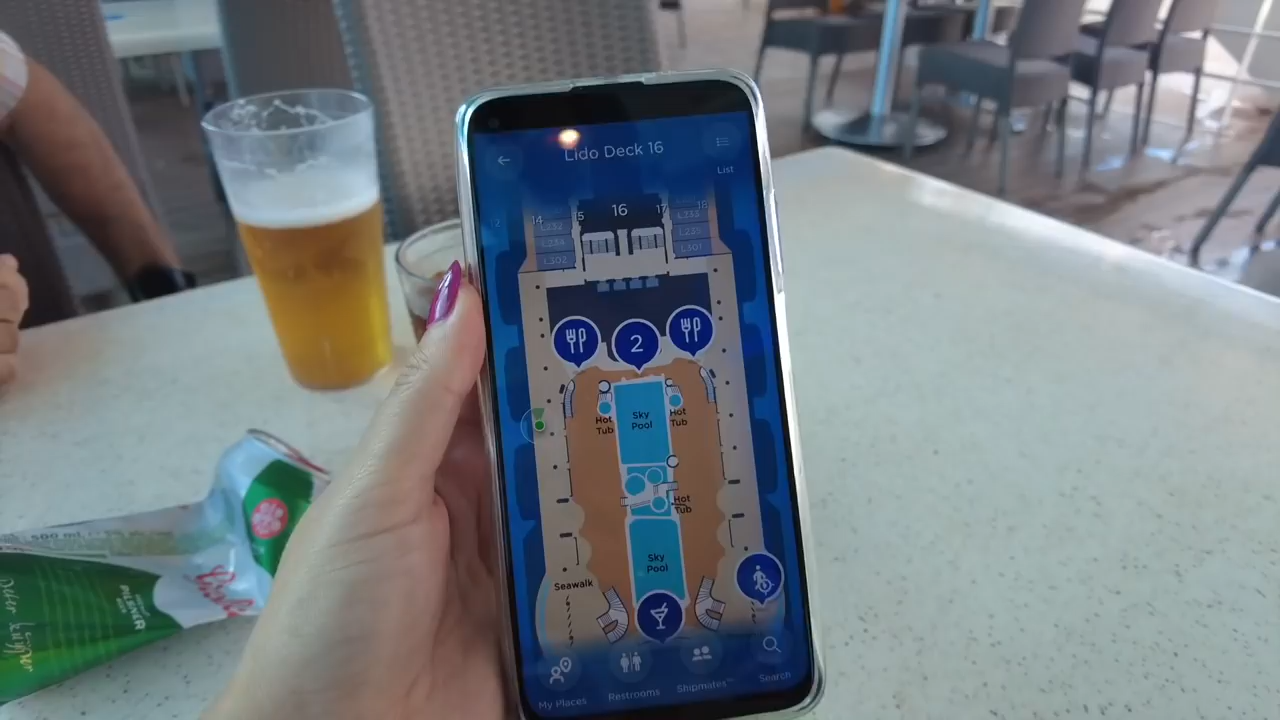 Lido Deck 16
List
12
14
15
16
17
18
L232
L233
L234
L235
L302
L301
2
Sky
Pool
Hot
Tub
Hot
Tub
Hot
Tub
Sky
Pool
Seawalk
My Places
Restrooms
Shipmates
Search
500 ml
PILSNER